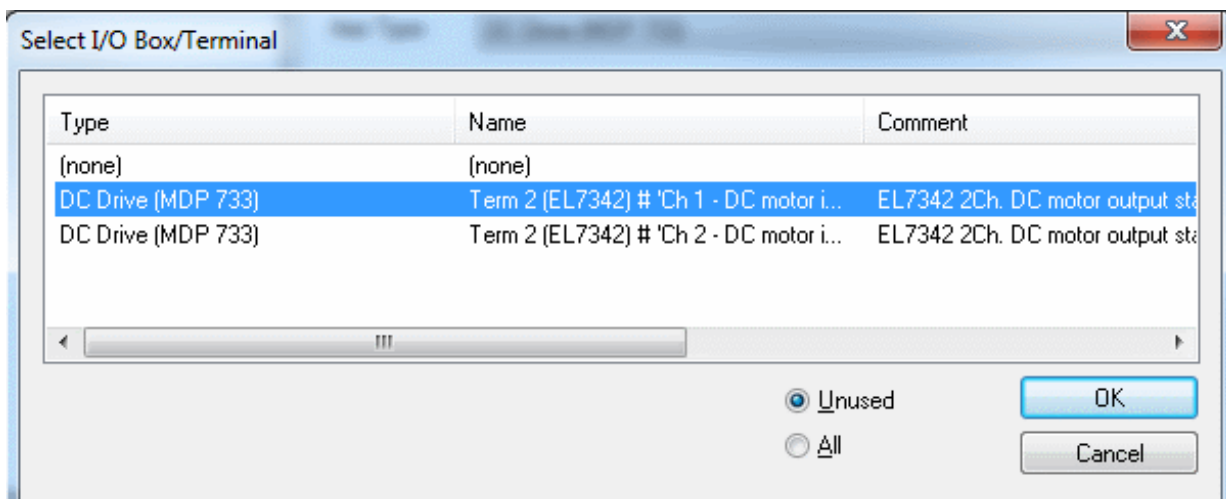 Select I/O Box/Terminal
Type Name Comment
(none) (none)
DC Drive (MDP 733) Term 2 (EL7342) # 'Ch 1 - DC motor i... EL7342 2Ch. DC motor output sta
DC Drive (MDP 733) Term 2 (EL7342) # 'Ch 2 - DC motor i... EL7342 2Ch. DC motor output sta
Unused
OK
All
Cancel